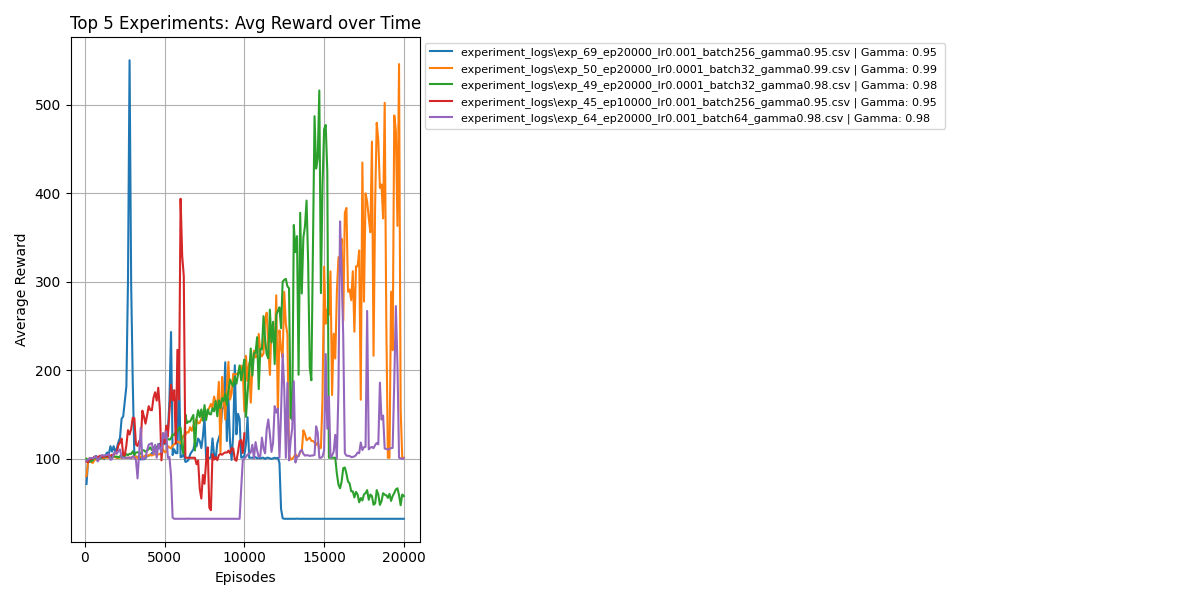 Top 5 Experiments: Avg Reward over Time
experiment_logs\exp_69_ep20000_lr0.001_batch256_gamma0.95.csv | Gamma: 0.95
experiment_logs\exp_50_ep20000_lr0.0001_batch32_gamma0.99.csv | Gamma: 0.99
experiment_logs\exp_49_ep20000_lr0.0001_batch32_gamma0.98.csv | Gamma: 0.98
experiment_logs\exp_45_ep10000_lr0.001_batch256_gamma0.95.csv | Gamma: 0.95
experiment_logs\exp_64_ep20000_lr0.001_batch64_gamma0.98.csv | Gamma: 0.98
Average Reward
500
400
300
200
100
0 5000 10000 15000 20000
Episodes